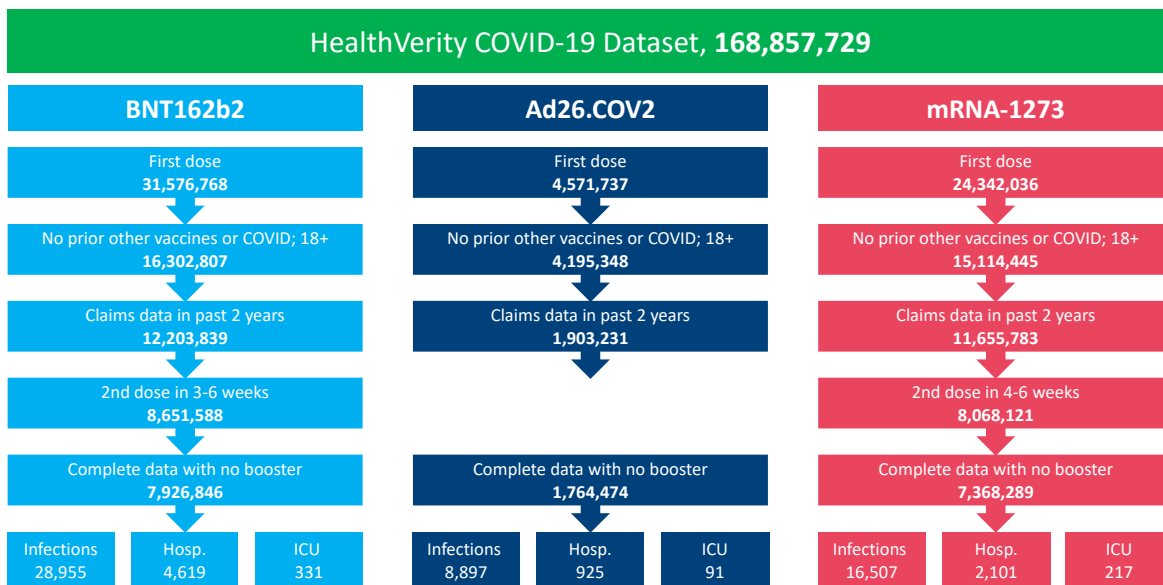 HealthVerity COVID-19 Dataset, 168,857,729
BNT162b2
First dose
31,576,768
No prior other vaccines or COVID; 18+
16,302,807
Claims data in past 2 years
12,203,839
2nd dose in 3-6 weeks
8,651,588
Complete data with no booster
7,926,846
Infections
28,955
Hosp.
4,619
ICU
331
Ad26.COV2
First dose
4,571,737
No prior other vaccines or COVID; 18+
4,195,348
Claims data in past 2 years
1,903,231
Complete data with no booster
1,764,474
Infections
8,897
Hosp.
925
ICU
91
mRNA-1273
First dose
24,342,036
No prior other vaccines or COVID; 18+
15,114,445
Claims data in past 2 years
11,655,783
2nd dose in 4-6 weeks
8,068,121
Complete data with no booster
7,368,289
Infections
16,507
Hosp.
2,101
ICU
217